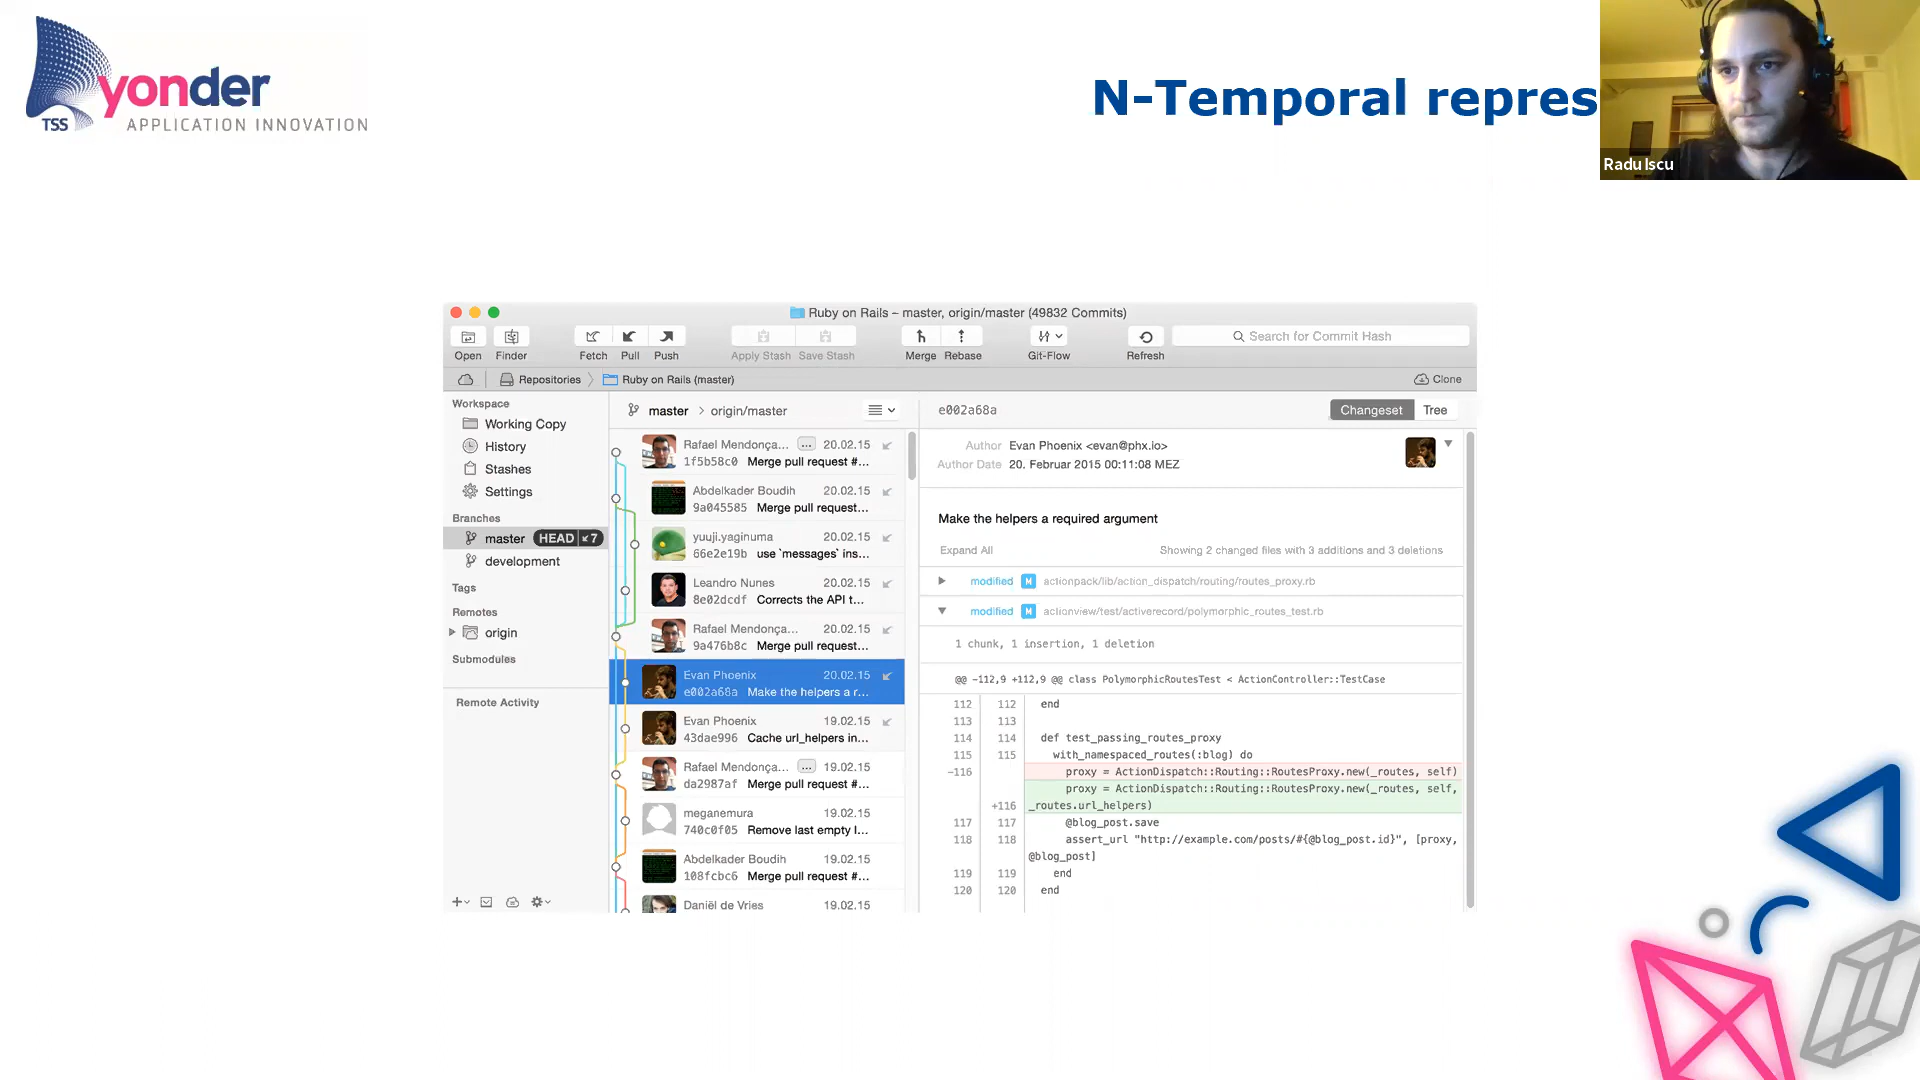 yonder
TSS
APPLICATION INNOVATION
N-Temporal repres
Radu Iscu
Ruby on Rails – master, origin/master (49832 Commits)
Open Finder Fetch Pull Push Apply Stash Save Stash Merge Rebase Git-Flow Refresh Search for Commit Hash
Repositories Ruby on Rails (master) Clone
Workspace
Working Copy
History
Stashes
Settings
Branches
master HEAD 7
development
Tags
Remotes
origin
Submodules
Remote Activity
master > origin/master
Rafael Mendonça... ... 20.02.15
1f5b58c0 Merge pull request #...
Abdelkader Boudih 20.02.15
9a045585 Merge pull request...
yuuji.yaginuma 20.02.15
66e2e19b use `messages` ins...
Leandro Nunes 20.02.15
8e02dcdf Corrects the API t...
Rafael Mendonça... 20.02.15
9a476b8c Merge pull request...
Evan Phoenix 20.02.15
e002a68a Make the helpers a r...
Evan Phoenix 19.02.15
43dae996 Cache url_helpers in...
Rafael Mendonça... ... 19.02.15
da2987af Merge pull request #...
meganemura 19.02.15
740c0f05 Remove last empty l...
Abdelkader Boudih 19.02.15
108fcbc6 Merge pull request #...
Daniël de Vries 19.02.15
e002a68a Changeset Tree
Author Evan Phoenix <evan@phx.io>
Author Date 20. Februar 2015 00:11:08 MEZ
Make the helpers a required argument
Expand All Showing 2 changed files with 3 additions and 3 deletions
modified M actionpack/lib/action_dispatch/routing/routes_proxy.rb
modified M actionview/test/activerecord/polymorphic_routes_test.rb
1 chunk, 1 insertion, 1 deletion
@@ -112,9 +112,9 @@ class PolymorphicRoutesTest < ActionController::TestCase
112 112 end
113 113
114 114 def test_passing_routes_proxy
115 115 with_namespaced_routes(:blog) do
−116 proxy = ActionDispatch::Routing::RoutesProxy.new(_routes, self)
proxy = ActionDispatch::Routing::RoutesProxy.new(_routes, self,
+116 _routes.url_helpers)
117 117 @blog_post.save
118 118 assert_url "http://example.com/posts/#{@blog_post.id}", [proxy,
@blog_post]
119 119 end
120 120 end